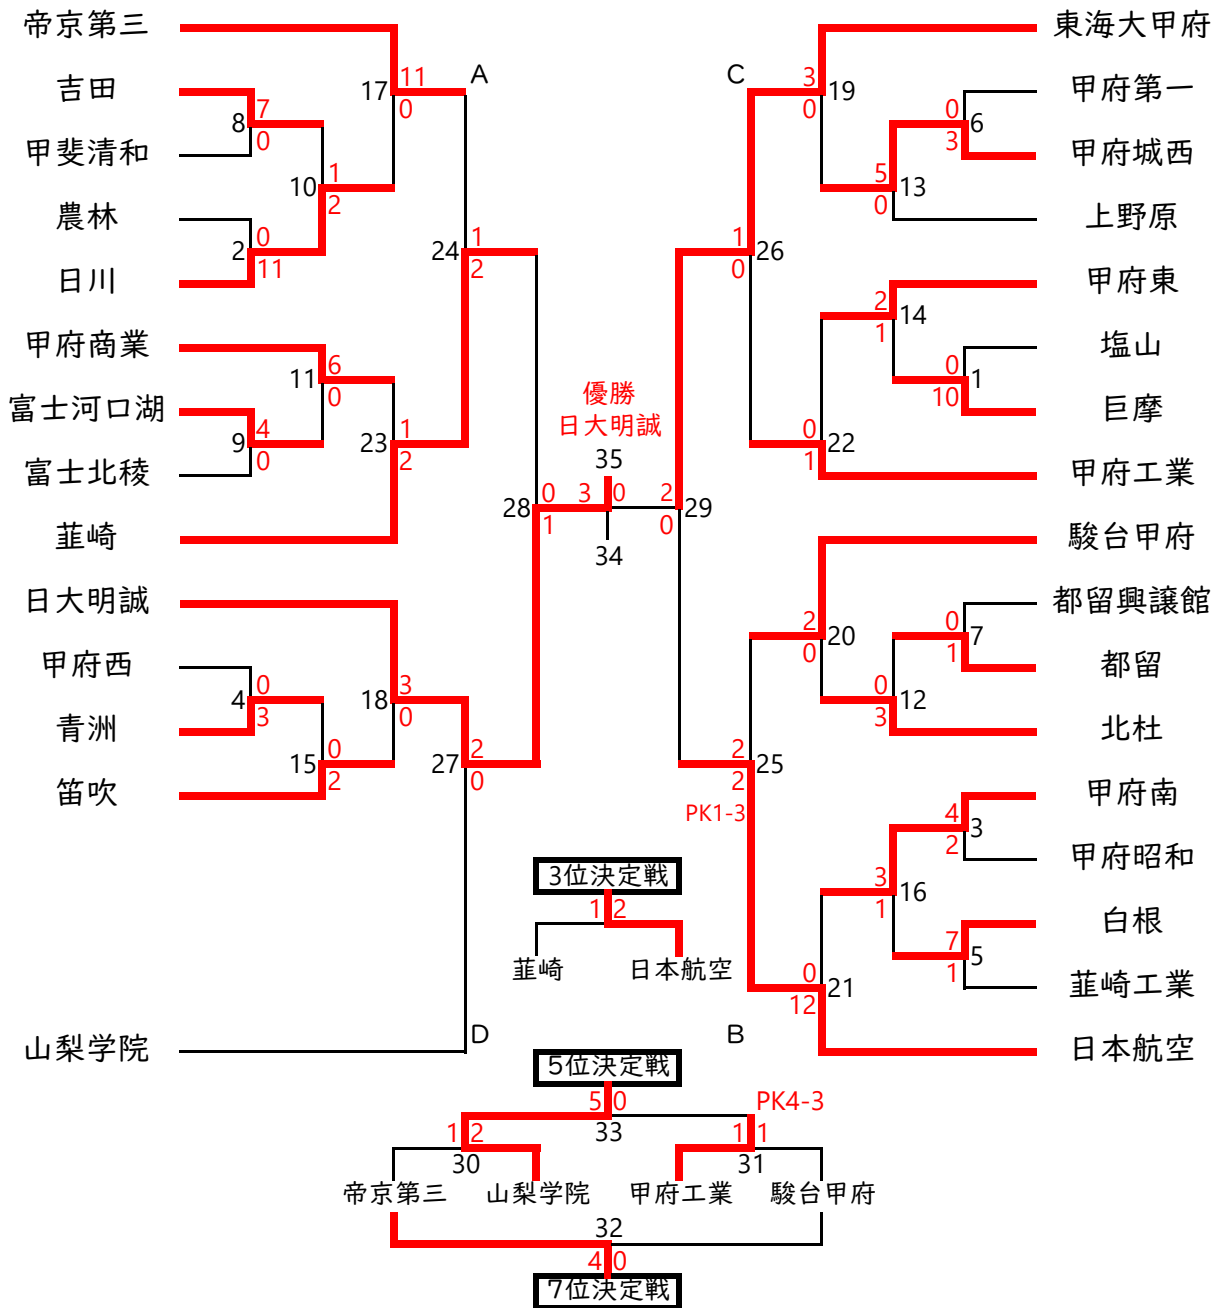 帝京第三
吉田
甲斐清和
農林
日川
甲府商業
富士河口湖
富士北稜
韮崎
日大明誠
甲府西
青洲
笛吹
山梨学院
8
7
0
2
0
11
9
4
0
4
0
3
10
1
2
11
6
0
15
0
2
17
11
0
23
1
2
18
3
0
A
24
1
2
27
2
0
D
28
0
1
優勝
日大明誠
35
3
0
34
2
0
29
C
1
0
26
2
2
25
PK1-3
B
3
0
19
0
1
22
2
0
20
0
12
21
5
0
13
2
1
14
0
3
12
3
1
16
0
3
6
0
10
1
0
1
7
4
2
3
7
1
5
東海大甲府
甲府第一
甲府城西
上野原
甲府東
塩山
巨摩
甲府工業
駿台甲府
都留興譲館
都留
北杜
甲府南
甲府昭和
白根
韮崎工業
日本航空
3位決定戦
1 2
韮崎 日本航空
5位決定戦
5 0
33
PK4-3
1 2
30
1 1
31
帝京第三 山梨学院 甲府工業 駿台甲府
32
4 0
7位決定戦